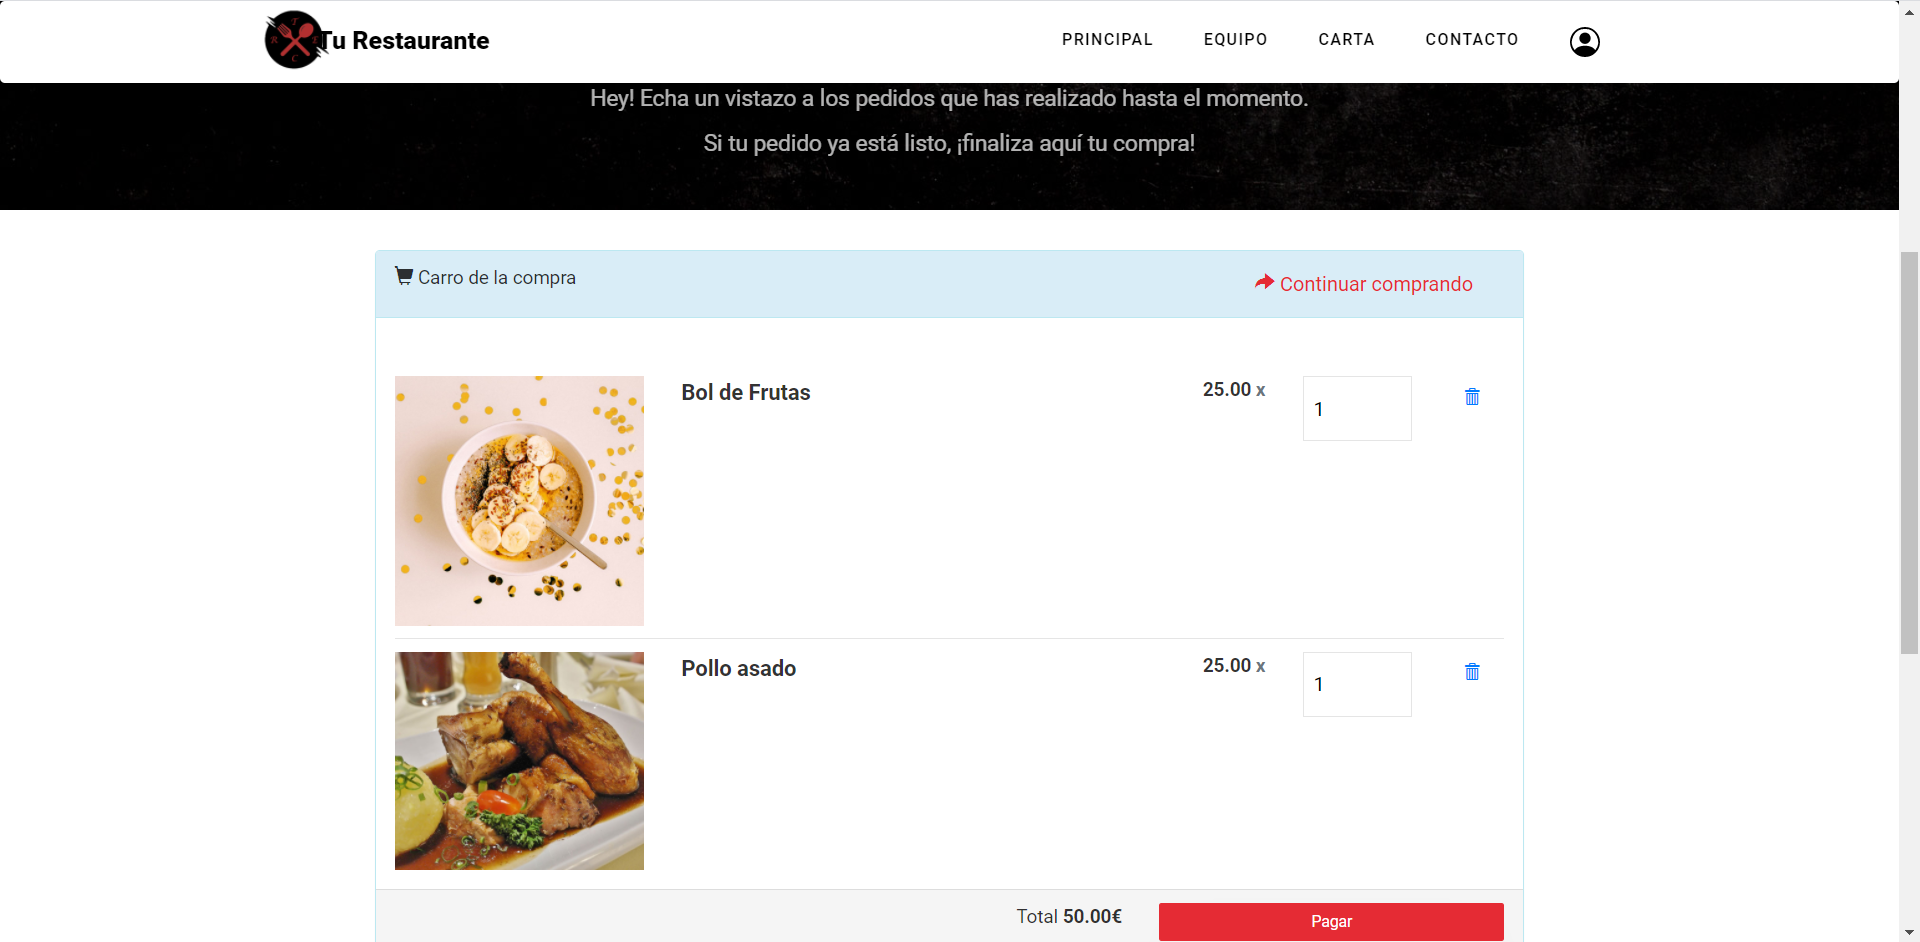 Tu Restaurante
PRINCIPAL EQUIPO CARTA CONTACTO
Hey! Echa un vistazo a los pedidos que has realizado hasta el momento.
Si tu pedido ya está listo, ¡finaliza aquí tu compra!
Carro de la compra
Continuar comprando
Bol de Frutas 25.00 x 1
Pollo asado 25.00 x 1
Total 50.00€ Pagar